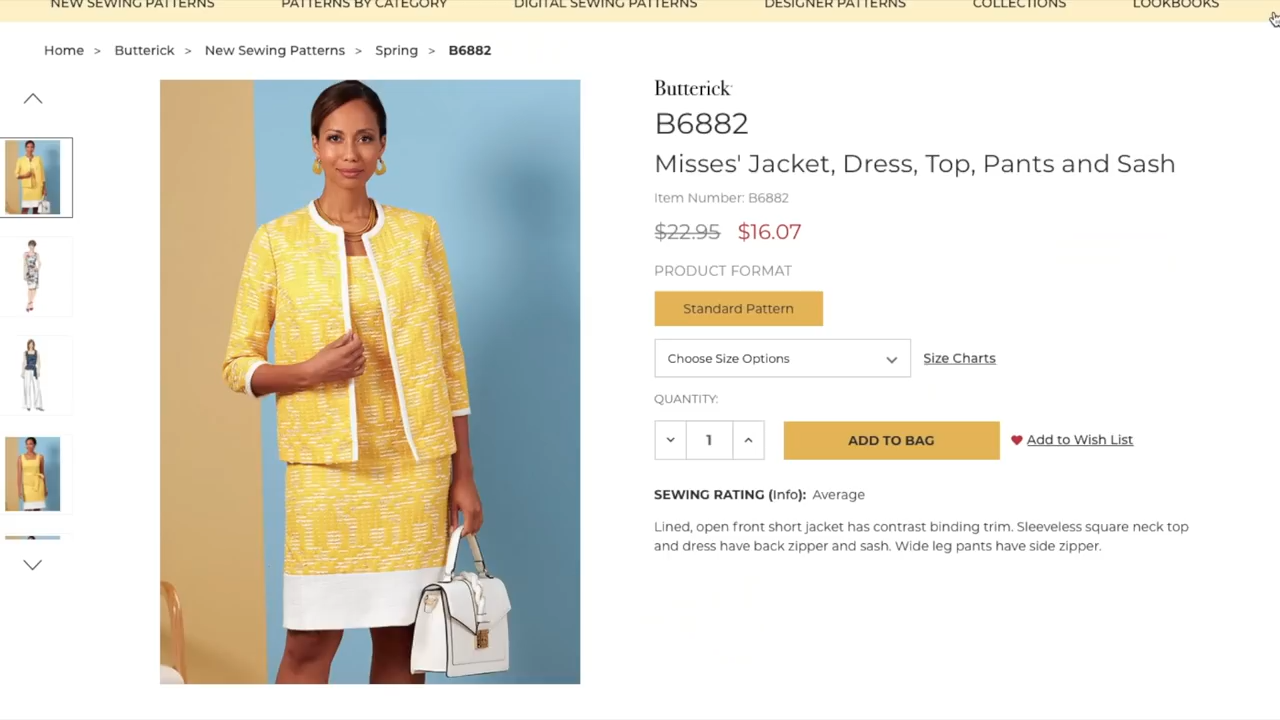 NEW SEWING PATTERNS PATTERNS BY CATEGORY DIGITAL SEWING PATTERNS DESIGNER PATTERNS COLLECTIONS LOOKBOOKS
Home > Butterick > New Sewing Patterns > Spring > B6882
Butterick
B6882
Misses' Jacket, Dress, Top, Pants and Sash
Item Number: B6882
$22.95 $16.07
PRODUCT FORMAT
Standard Pattern
Choose Size Options Size Charts
QUANTITY:
1 ADD TO BAG Add to Wish List
SEWING RATING (Info): Average
Lined, open front short jacket has contrast binding trim. Sleeveless square neck top
and dress have back zipper and sash. Wide leg pants have side zipper.